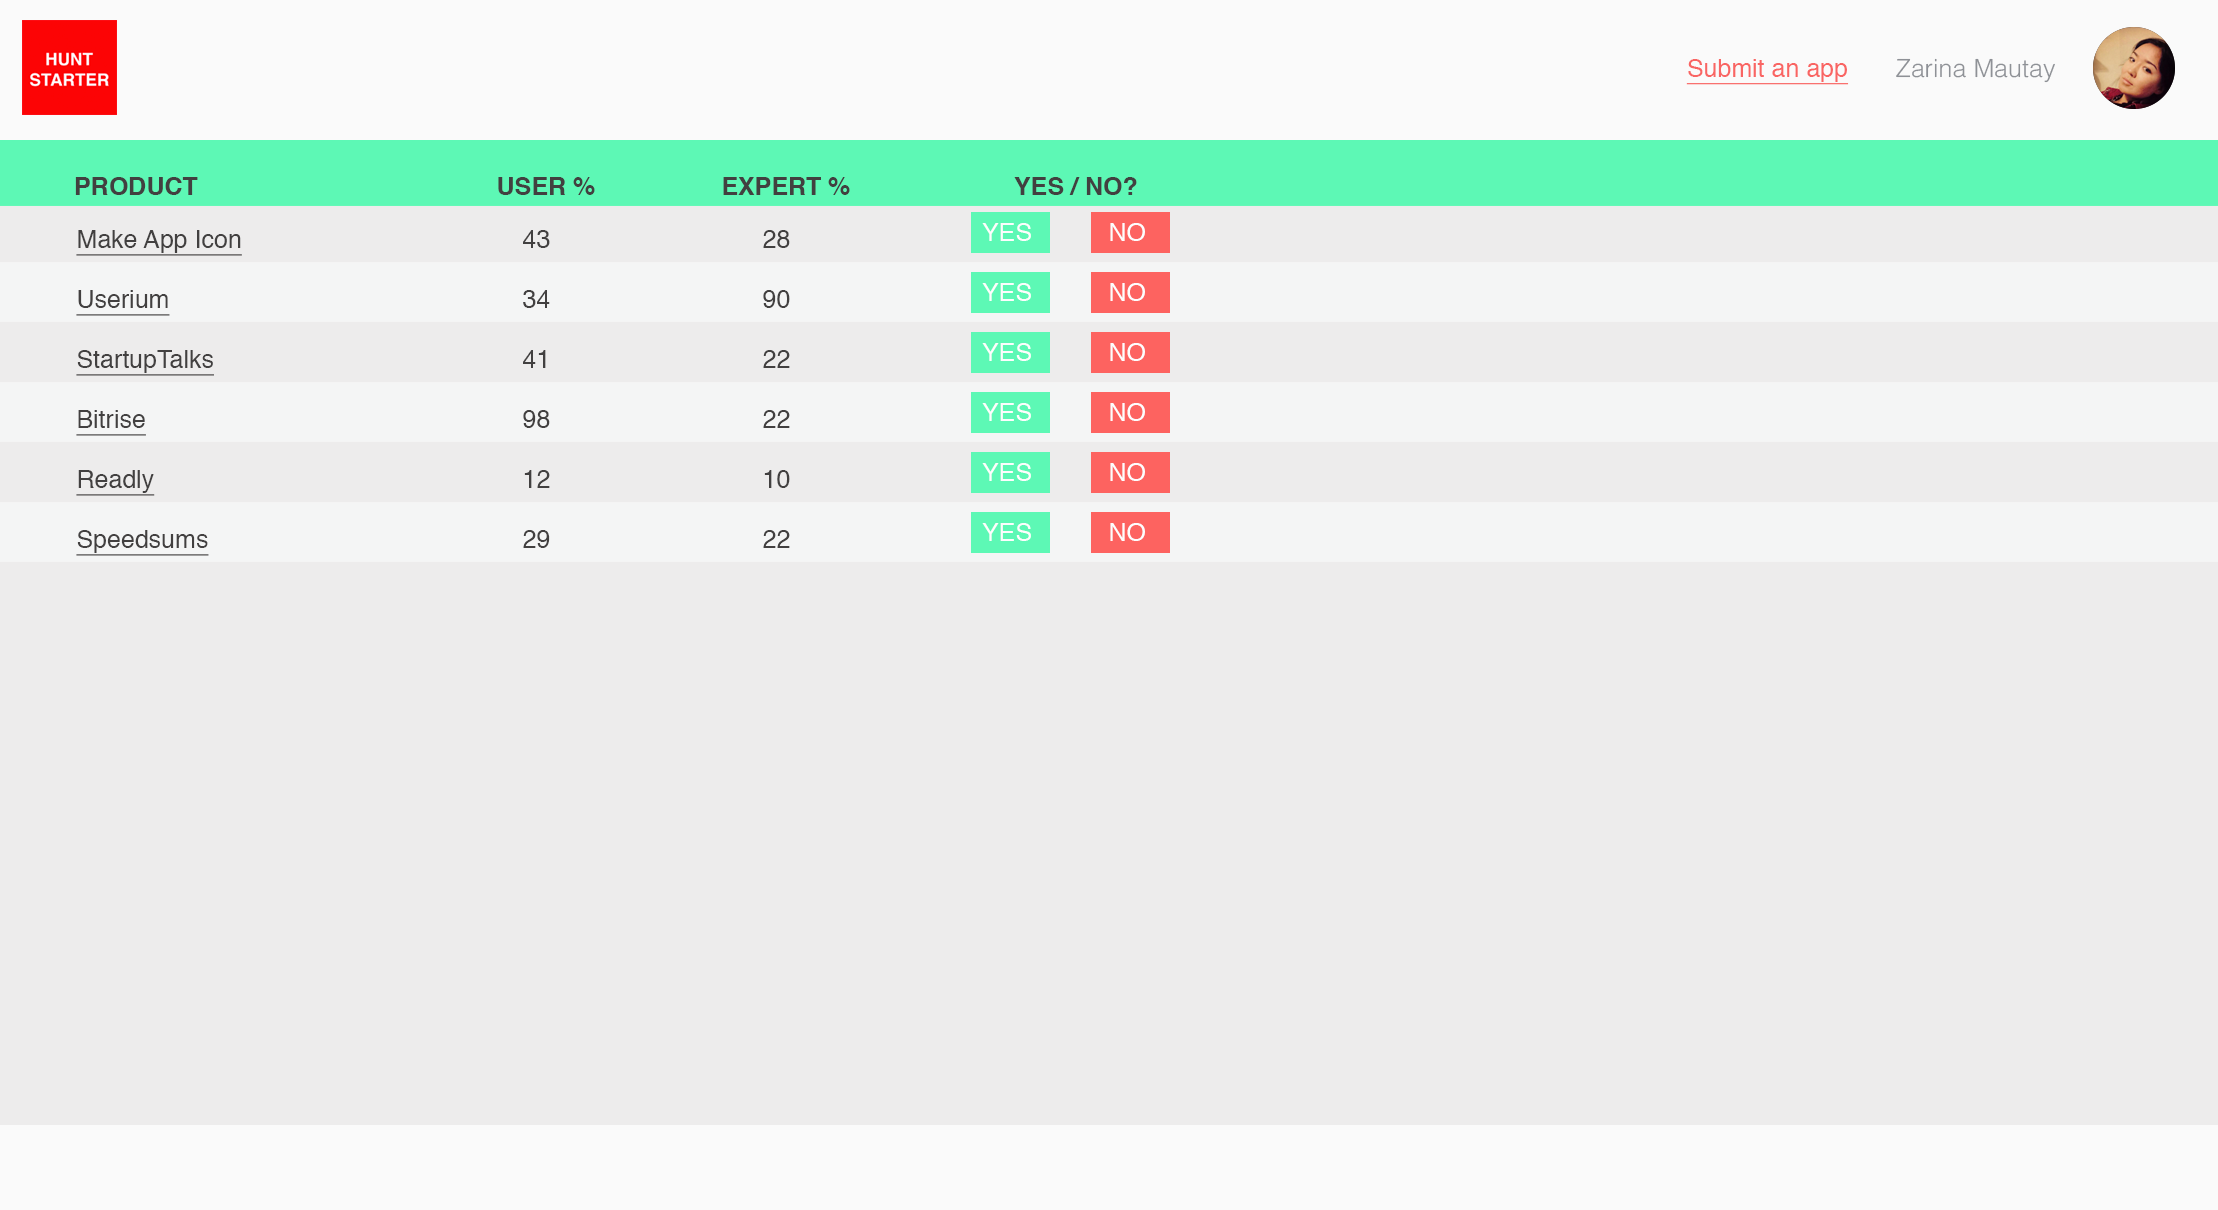 HUNT
STARTER
Submit an app Zarina Mautay
PRODUCT USER % EXPERT % YES / NO?
Make App Icon 43 28 YES NO
Userium 34 90 YES NO
StartupTalks 41 22 YES NO
Bitrise 98 22 YES NO
Readly 12 10 YES NO
Speedsums 29 22 YES NO